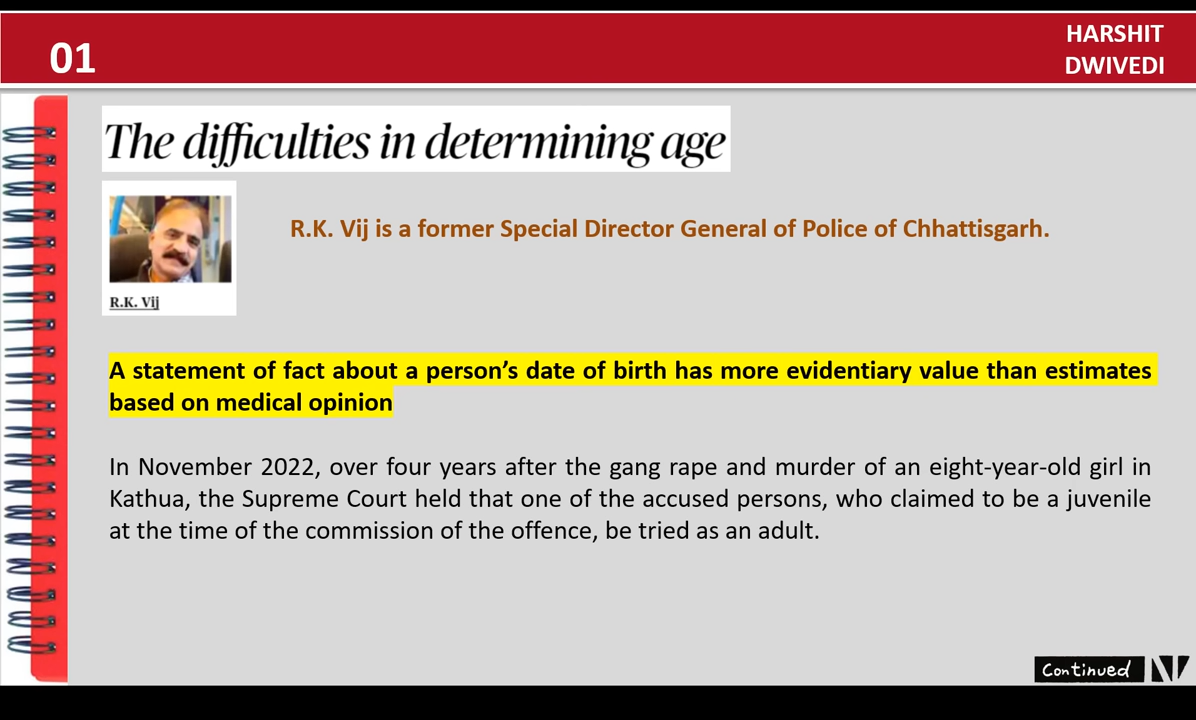 01
HARSHIT
DWIVEDI
The difficulties in determining age
R.K. Vij is a former Special Director General of Police of Chhattisgarh.
R.K. Vij
A statement of fact about a person’s date of birth has more evidentiary value than estimates
based on medical opinion
In November 2022, over four years after the gang rape and murder of an eight-year-old girl in
Kathua, the Supreme Court held that one of the accused persons, who claimed to be a juvenile
at the time of the commission of the offence, be tried as an adult.
Continued